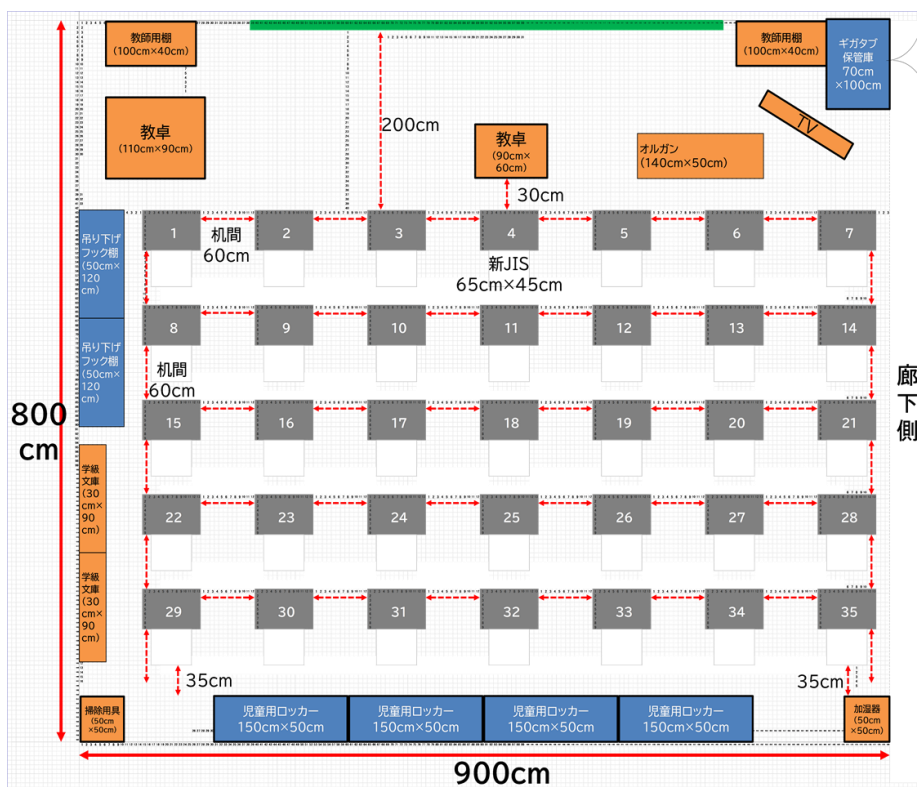 教師用棚
(100cm×40cm)
教師用棚
(100cm×40cm)
ギガタブ
保管庫
70cm
×100cm
教卓
(110cm×90cm)
200cm
教卓
(90cm×
60cm)
オルガン
(140cm×50cm)
TV
30cm
吊り下げ
フック棚
(50cm×
120
cm)
1
2
3
4
5
6
7
机間
60cm
新JIS
65cm×45cm
吊り下げ
フック棚
(50cm×
120
cm)
8
9
10
11
12
13
14
机間
60cm
廊下側
800
cm
15
16
17
18
19
20
21
学級
文庫
(30
cm×
90
cm)
22
23
24
25
26
27
28
学級
文庫
(30
cm×
90
cm)
29
30
31
32
33
34
35
35cm
35cm
掃除用具
(50cm
×50cm)
児童用ロッカー
150cm×50cm
児童用ロッカー
150cm×50cm
児童用ロッカー
150cm×50cm
児童用ロッカー
150cm×50cm
加湿器
(50cm
×50cm)
900cm